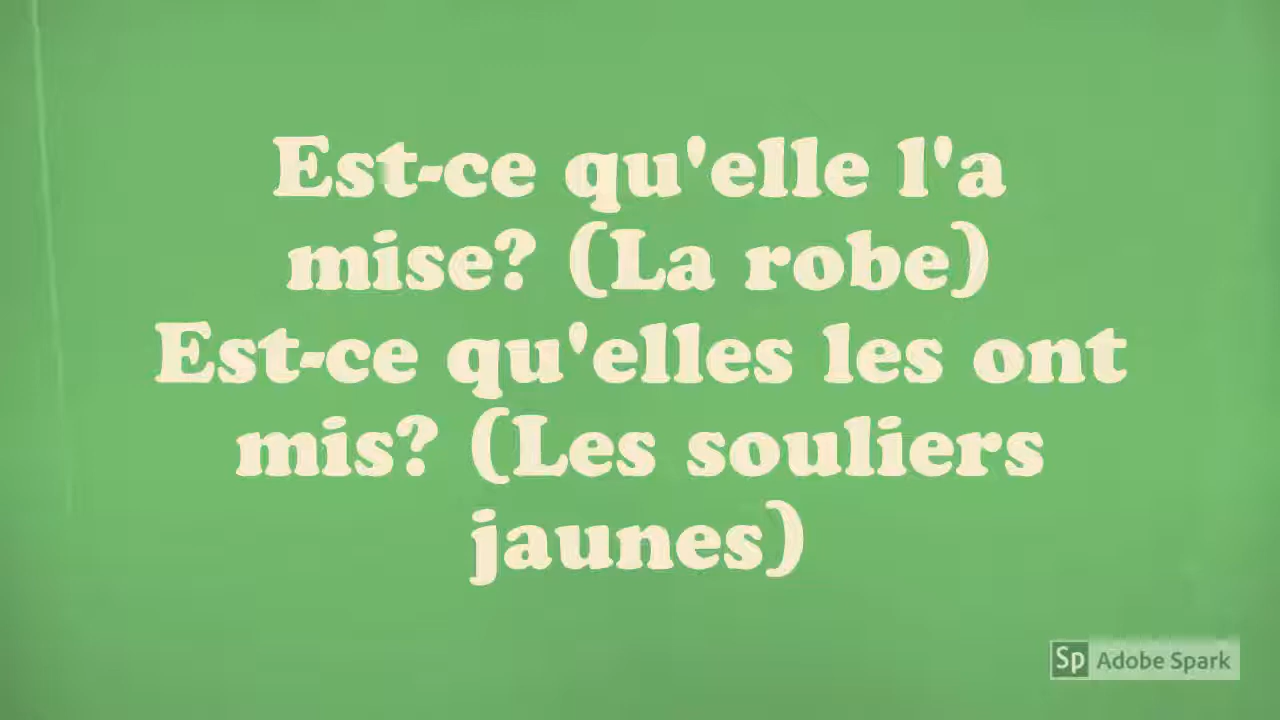 Est-ce qu'elle l'a
mise? (La robe)
Est-ce qu'elles les ont
mis? (Les souliers
jaunes)
Sp Adobe Spark